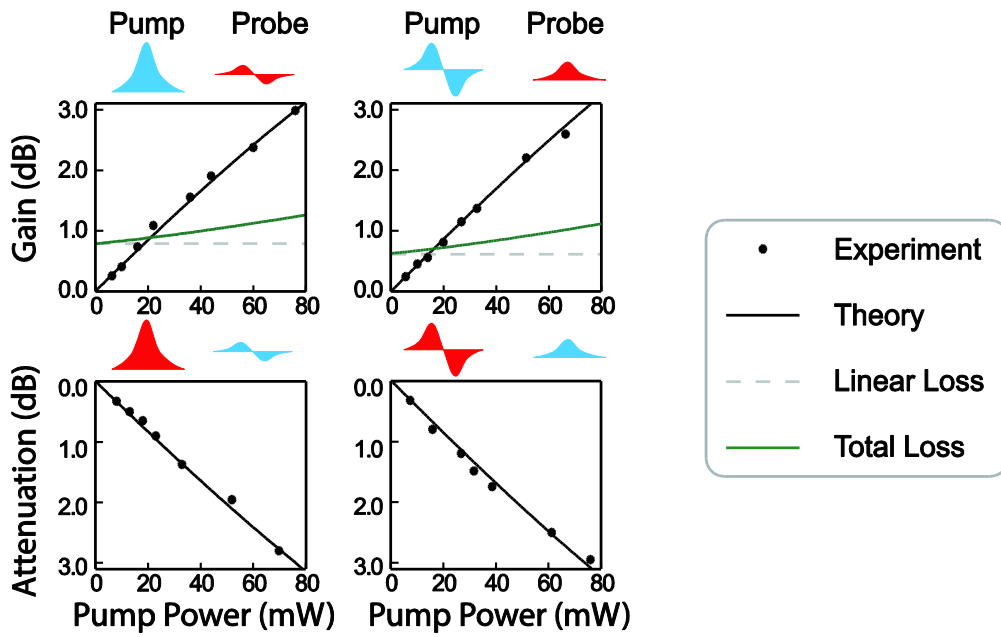 Pump Probe Pump Probe
Gain (dB)
3.0
2.0
1.0
0.0
0 20 40 60 80
3.0
2.0
1.0
0.0
0 20 40 60 80
Attenuation (dB)
0.0
1.0
2.0
3.0
0 20 40 60 80
Pump Power (mW)
0.0
1.0
2.0
3.0
0 20 40 60 80
Pump Power (mW)
Experiment
Theory
Linear Loss
Total Loss